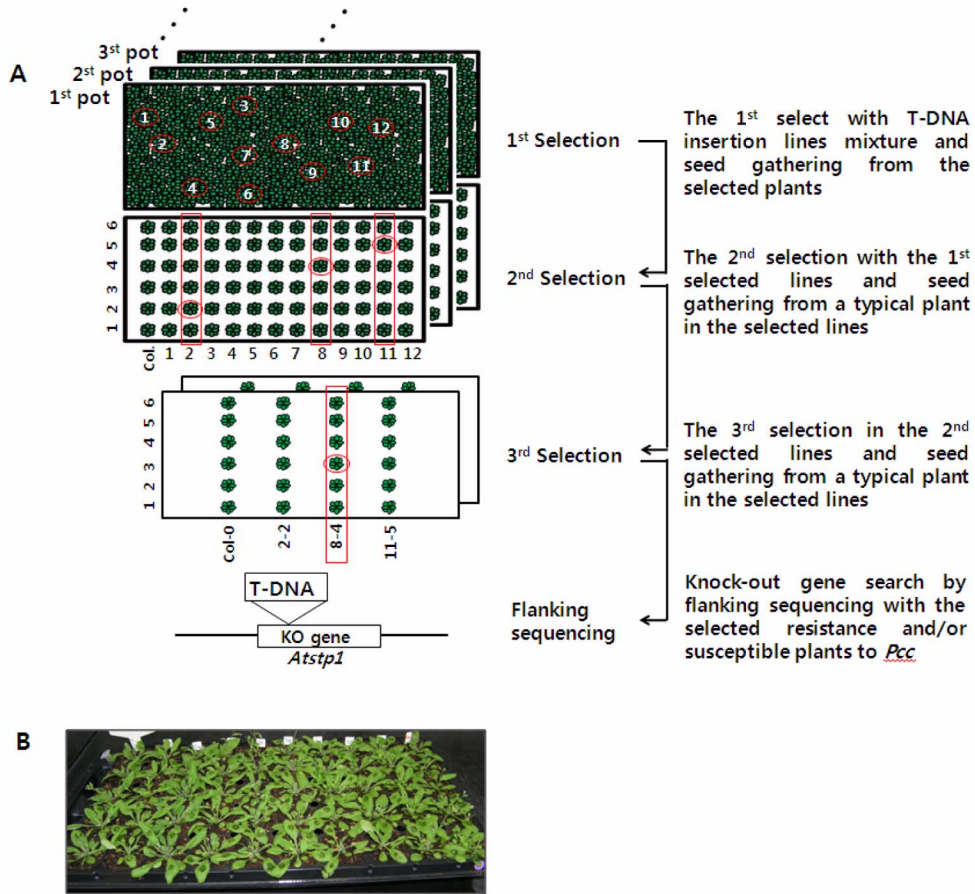 3st pot
2st pot
1st pot
A
1
2
3
4
5
6
7
8
9
10
11
12
1st Selection
The 1st select with T-DNA
insertion lines mixture and
seed gathering from the
selected plants
6
5
4
3
2
1
Col. 1 2 3 4 5 6 7 8 9 10 11 12
2nd Selection
The 2nd selection with the 1st
selected lines and seed
gathering from a typical plant
in the selected lines
6
5
4
3
2
1
Col-0
2-2
8-4
11-5
3rd Selection
The 3rd selection in the 2nd
selected lines and seed
gathering from a typical plant
in the selected lines
T-DNA
KO gene
Atstp1
Flanking
sequencing
Knock-out gene search by
flanking sequencing with the
selected resistance and/or
susceptible plants to Pcc
B